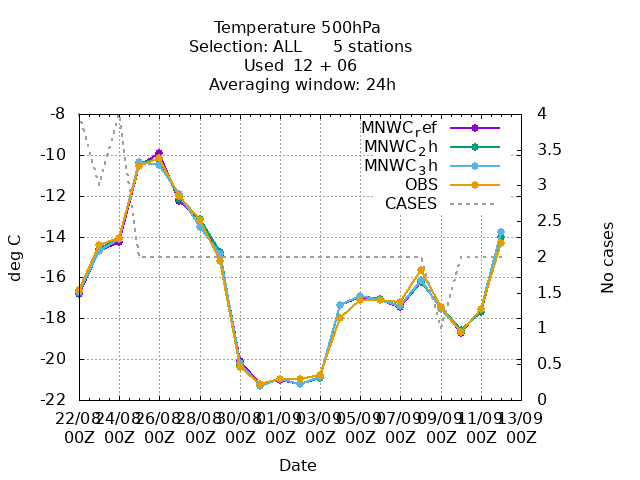 Temperature 500hPa
Selection: ALL 5 stations
Used 12 + 06
Averaging window: 24h
-8
-10
-12
-14
-16
-18
-20
-22
deg C
4
3.5
3
2.5
2
1.5
1
0.5
0
No cases
MNWC_ref
MNWC_2h
MNWC_3h
OBS
CASES
22/08 24/08 26/08 28/08 30/08 01/09 03/09 05/09 07/09 09/09 11/09 13/09
00Z 00Z 00Z 00Z 00Z 00Z 00Z 00Z 00Z 00Z 00Z 00Z
Date